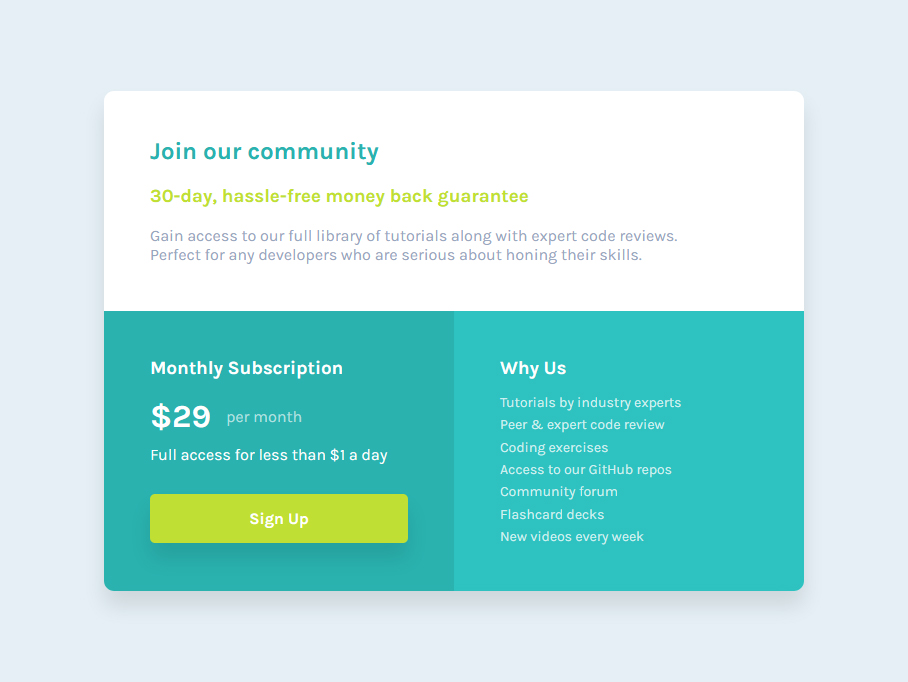 Join our community
30-day, hassle-free money back guarantee
Gain access to our full library of tutorials along with expert code reviews.
Perfect for any developers who are serious about honing their skills.
Monthly Subscription
$29 per month
Full access for less than $1 a day
Sign Up
Why Us
Tutorials by industry experts
Peer & expert code review
Coding exercises
Access to our GitHub repos
Community forum
Flashcard decks
New videos every week